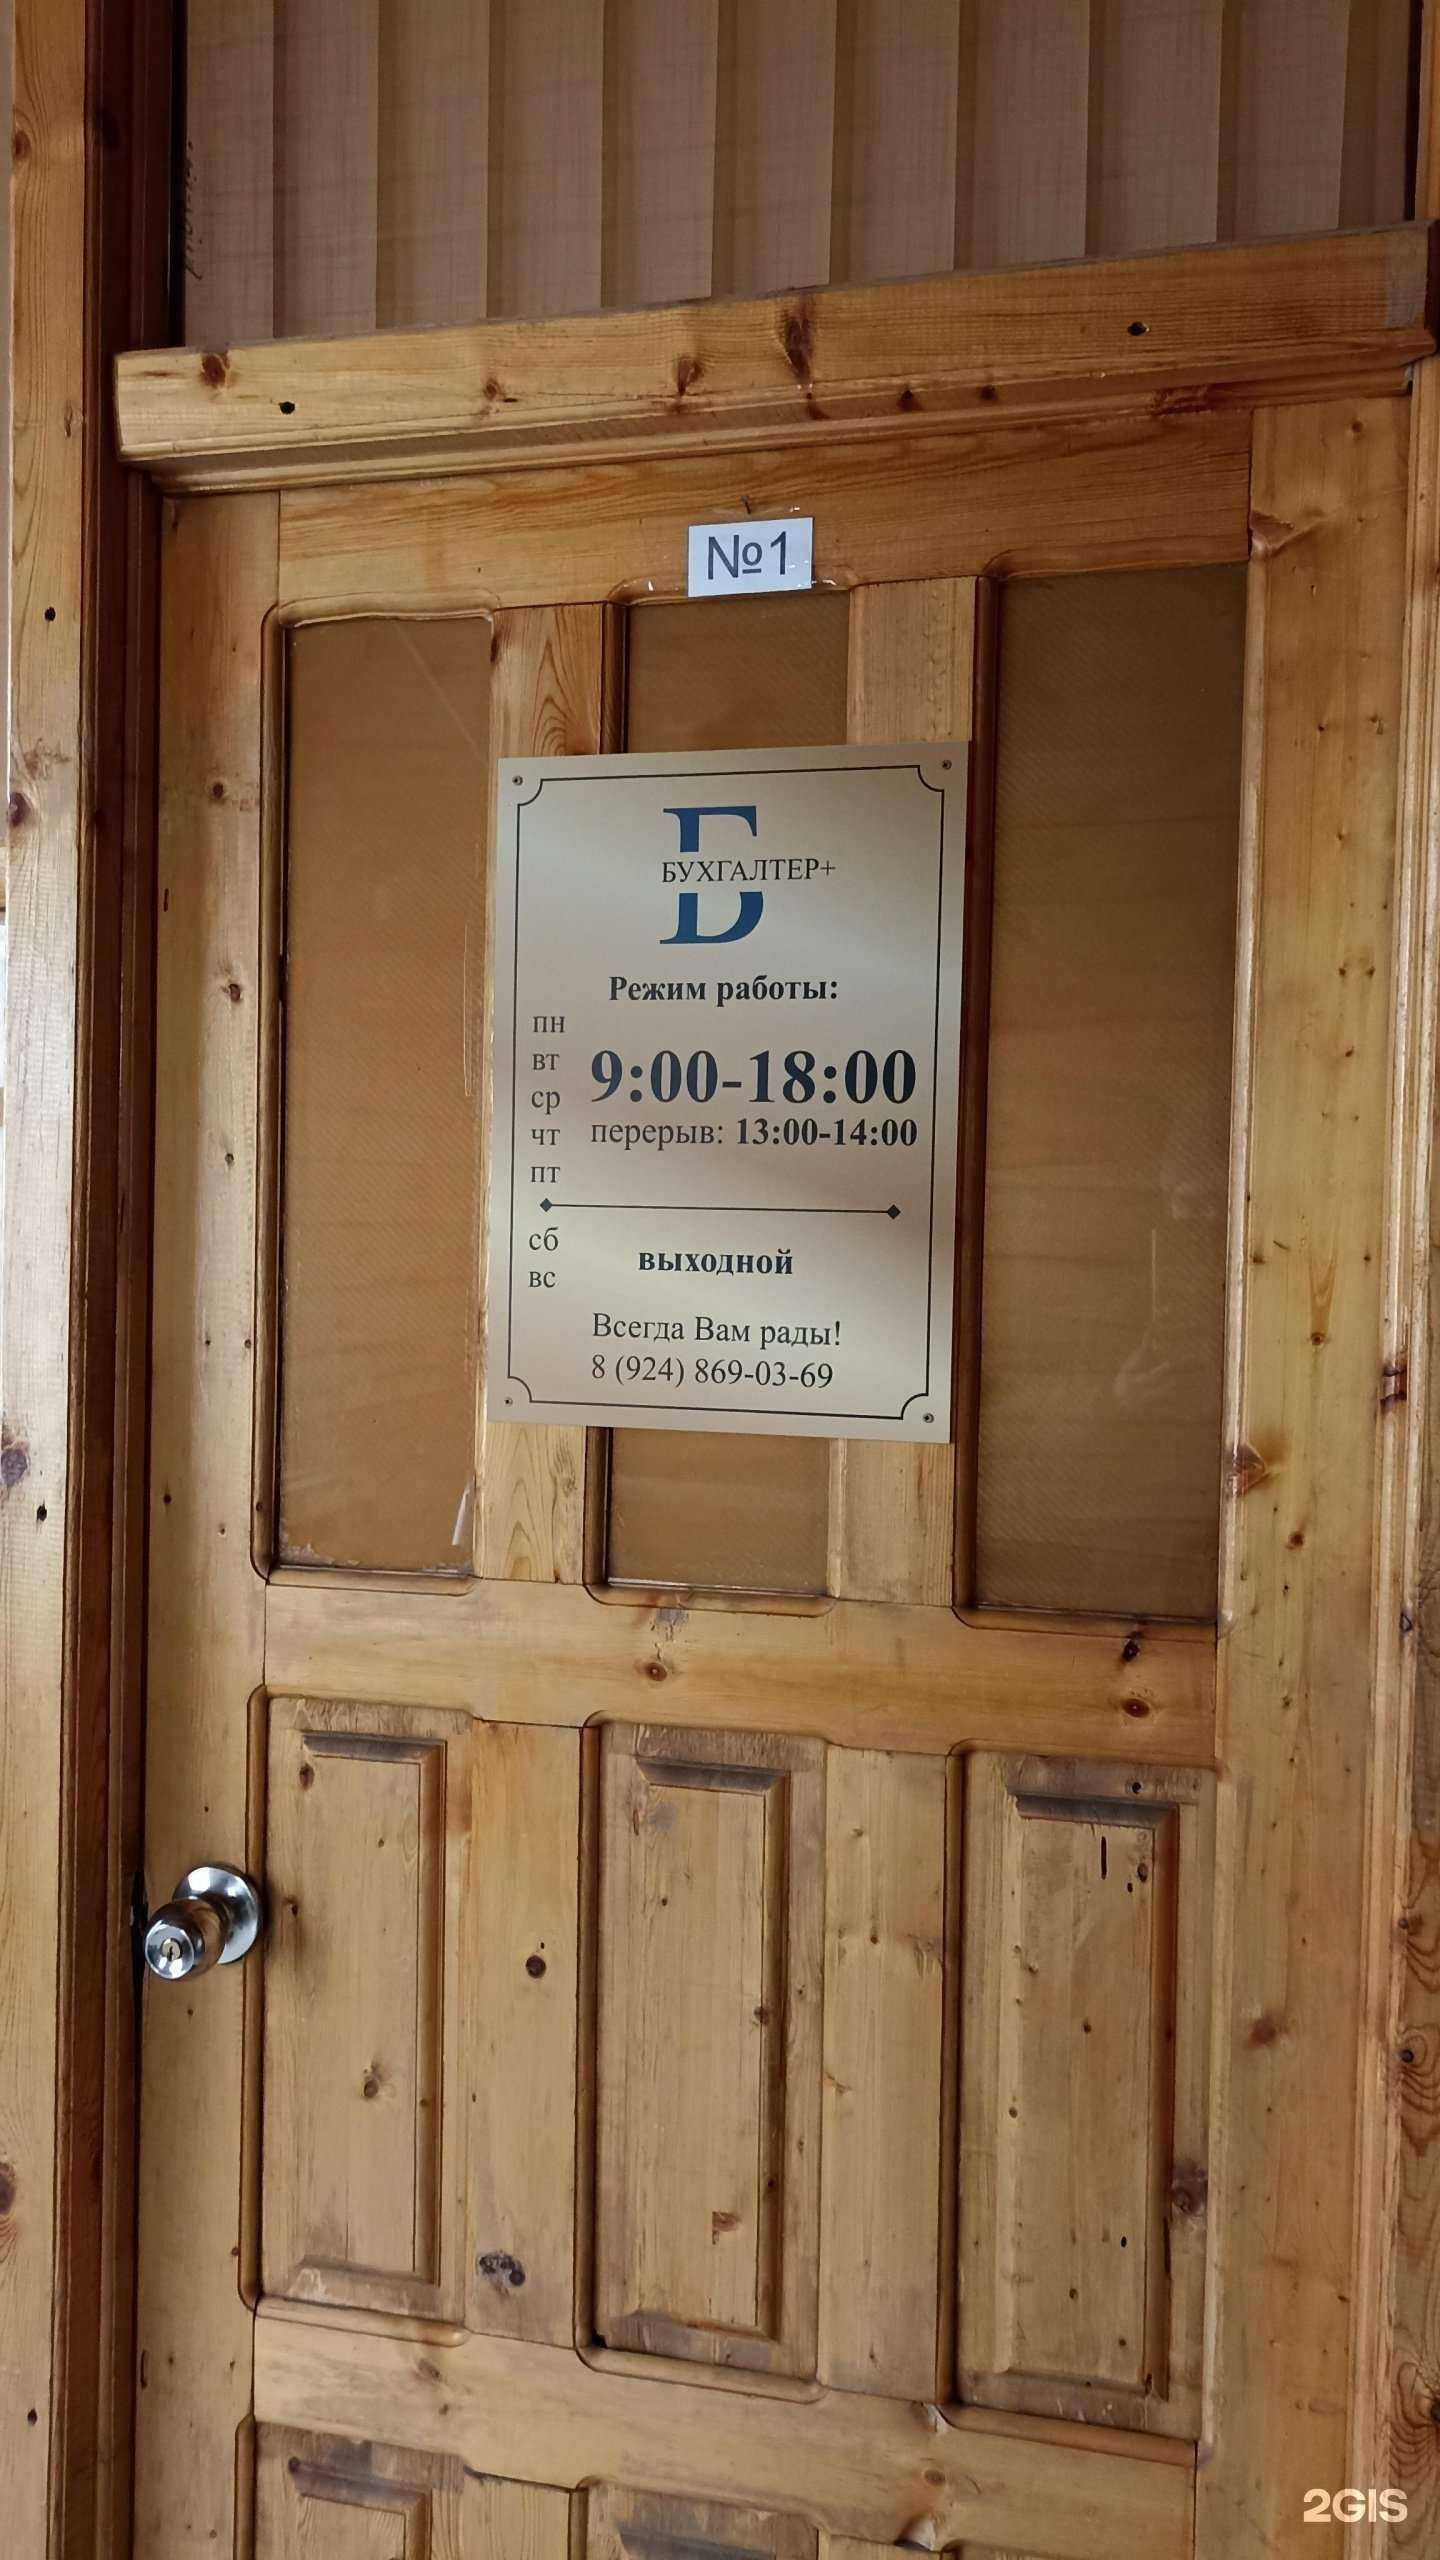 №1
Б
БУХГАЛТЕР+
Режим работы:
пн
вт
ср
чт
пт
9:00-18:00
перерыв: 13:00-14:00
сб
вс
выходной
Всегда Вам рады!
8 (924) 869-03-69
2GIS